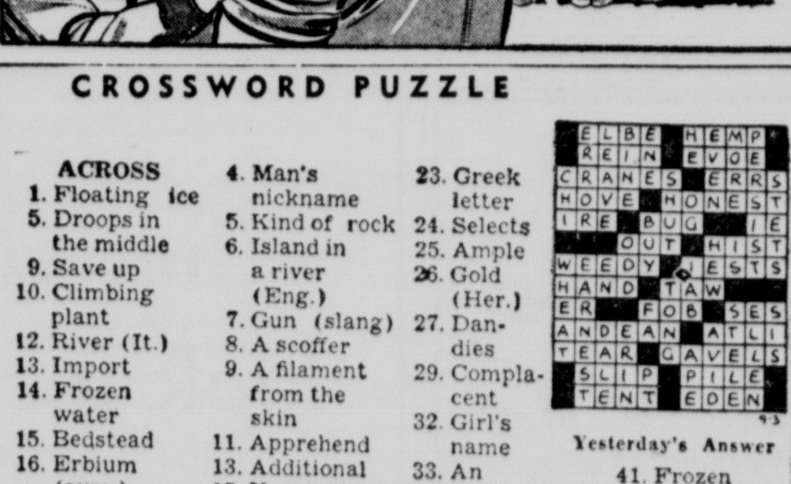 CROSSWORD PUZZLE
ACROSS
1. Floating ice
5. Droops in
the middle
9. Save up
10. Climbing
plant
12. River (It.)
13. Import
14. Frozen
water
15. Bedstead
16. Erbium
4. Man's
nickname
5. Kind of rock
6. Island in
a river
(Eng.)
7. Gun (slang)
8. A scoffer
9. A filament
from the
skin
11. Apprehend
13. Additional
23. Greek
letter
24. Selects
25. Ample
26. Gold
(Her.)
27. Dan-
dies
29. Compla-
cent
32. Girl's
name
33. An
ELBE HEMP
REIN EVOE
CRANES ERRS
HOVE HONEST
IRE BUG IE
OUT HIST
WEEDY JESTS
HAND TAW
ER FOB SES
ANDEAN ATLI
TEAR GAVELS
SLIP PILE
TENT EDEN
9-3
Yesterday's Answer
41. Frozen